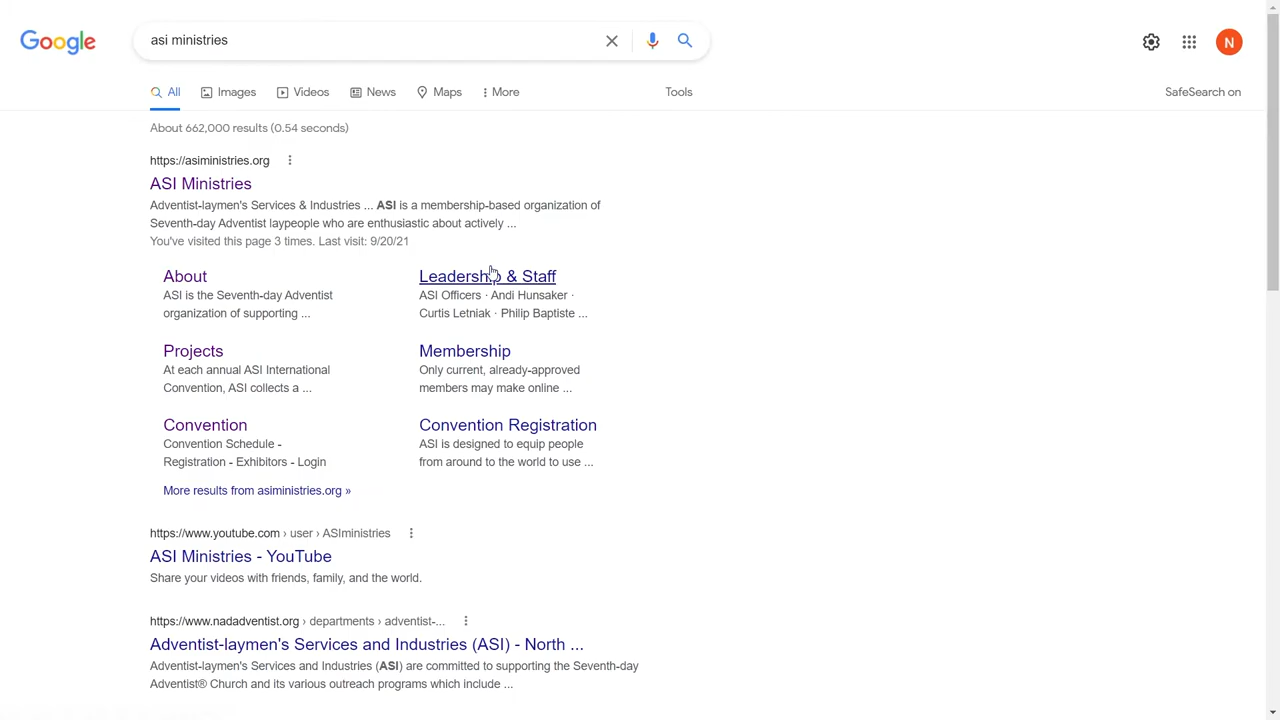 Google
asi ministries
N
All Images Videos News Maps More Tools SafeSearch on
About 662,000 results (0.54 seconds)
https://asiministries.org
ASI Ministries
Adventist-laymen's Services & Industries ... ASI is a membership-based organization of
Seventh-day Adventist laypeople who are enthusiastic about actively ...
You've visited this page 3 times. Last visit: 9/20/21
About
ASI is the Seventh-day Adventist
organization of supporting ...
Leadership & Staff
ASI Officers · Andi Hunsaker ·
Curtis Letniak · Philip Baptiste ...
Projects
At each annual ASI International
Convention, ASI collects a ...
Membership
Only current, already-approved
members may make online ...
Convention
Convention Schedule -
Registration - Exhibitors - Login
Convention Registration
ASI is designed to equip people
from around to the world to use ...
More results from asiministries.org »
https://www.youtube.com › user › ASIministries
ASI Ministries - YouTube
Share your videos with friends, family, and the world.
https://www.nadadventist.org › departments › adventist-...
Adventist-laymen's Services and Industries (ASI) - North ...
Adventist-laymen's Services and Industries (ASI) are committed to supporting the Seventh-day
Adventist® Church and its various outreach programs which include ...